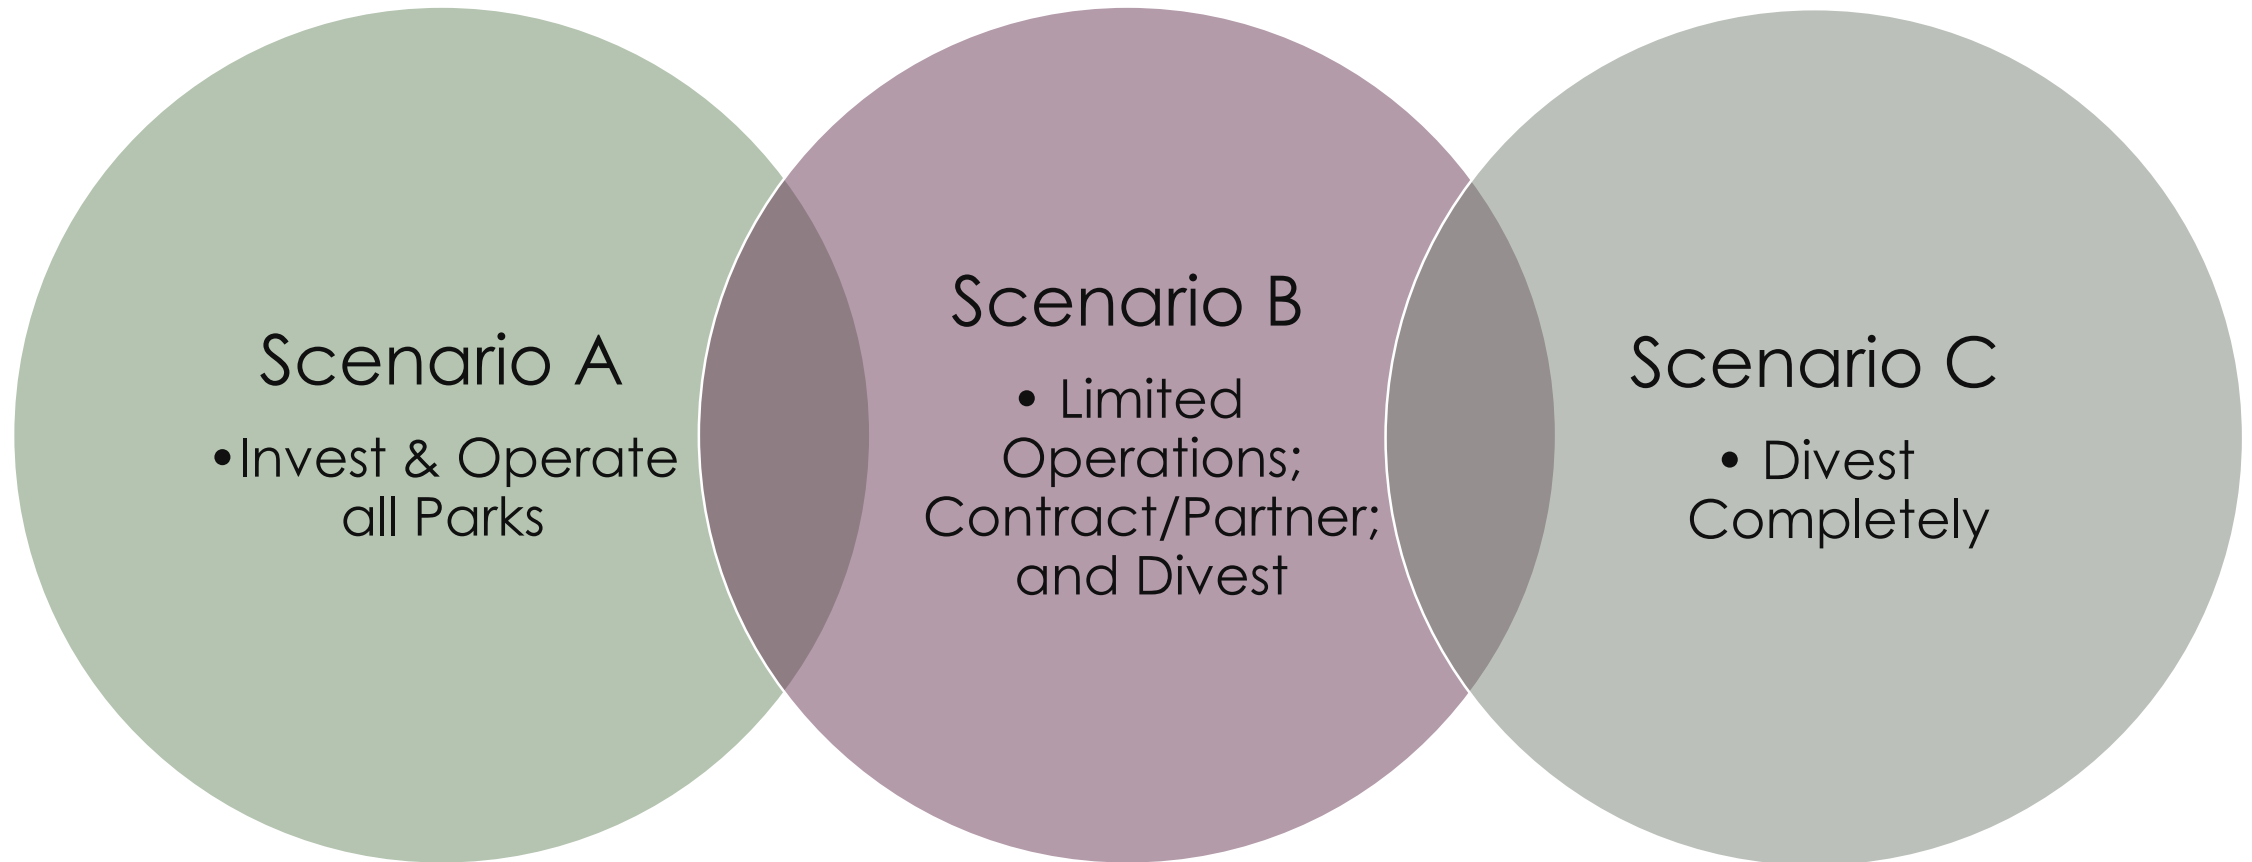 Scenario A
•Invest & Operate
all Parks
Scenario B
• Limited
Operations;
Contract/Partner;
and Divest
Scenario C
• Divest
Completely